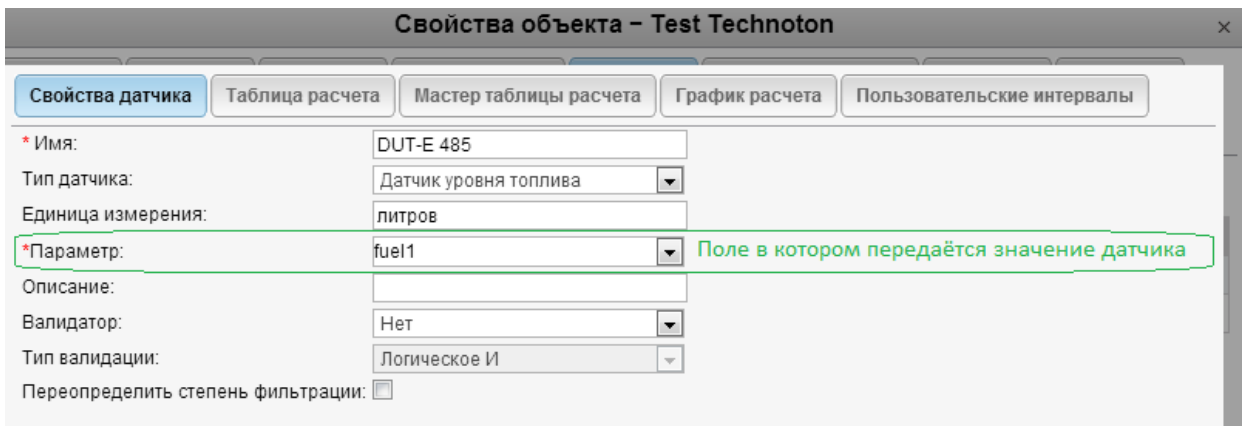 Свойства объекта – Test Technoton
×
Свойства датчика Таблица расчета Мастер таблицы расчета График расчета Пользовательские интервалы
* Имя: DUT-E 485
Тип датчика: Датчик уровня топлива
Единица измерения: литров
*Параметр: fuel1 Поле в котором передаётся значение датчика
Описание:
Валидатор: Нет
Тип валидации: Логическое И
Переопределить степень фильтрации: